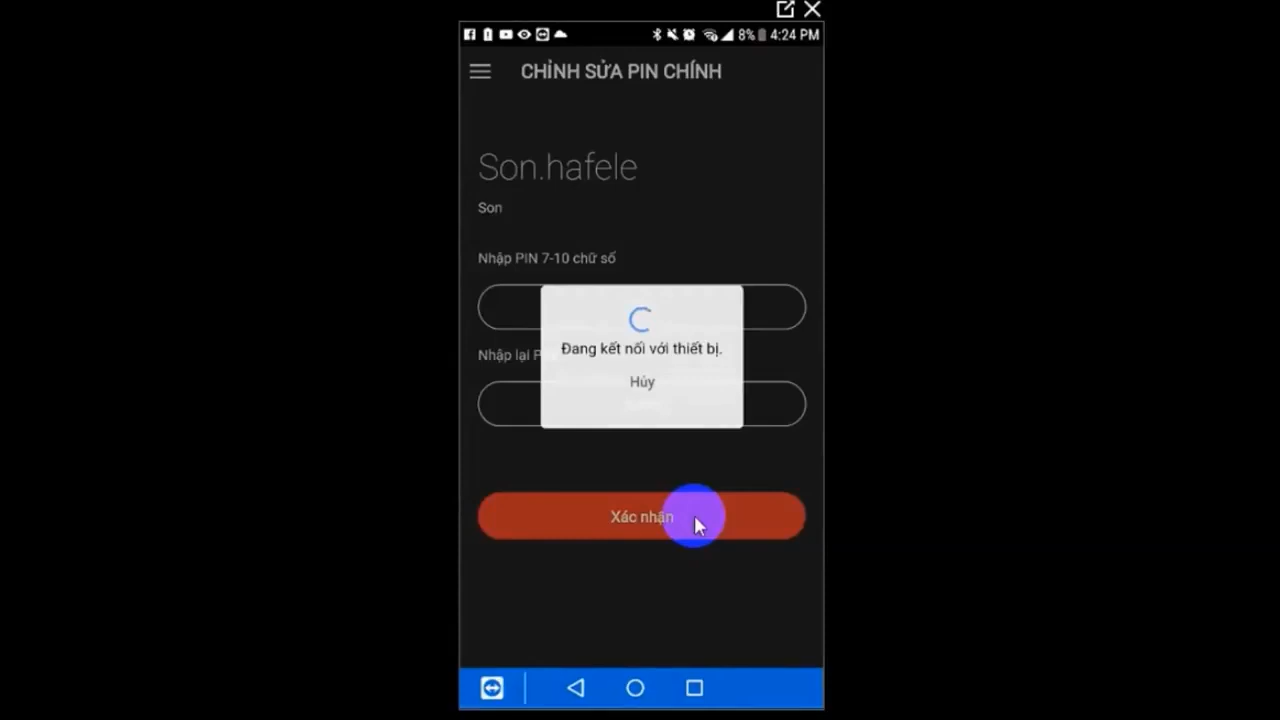 8% 4:24 PM
CHỈNH SỬA PIN CHÍNH
Son.hafele
Son
Nhập PIN 7-10 chữ số
Đang kết nối với thiết bị.
Nhập lại
Hủy
Xác nhận